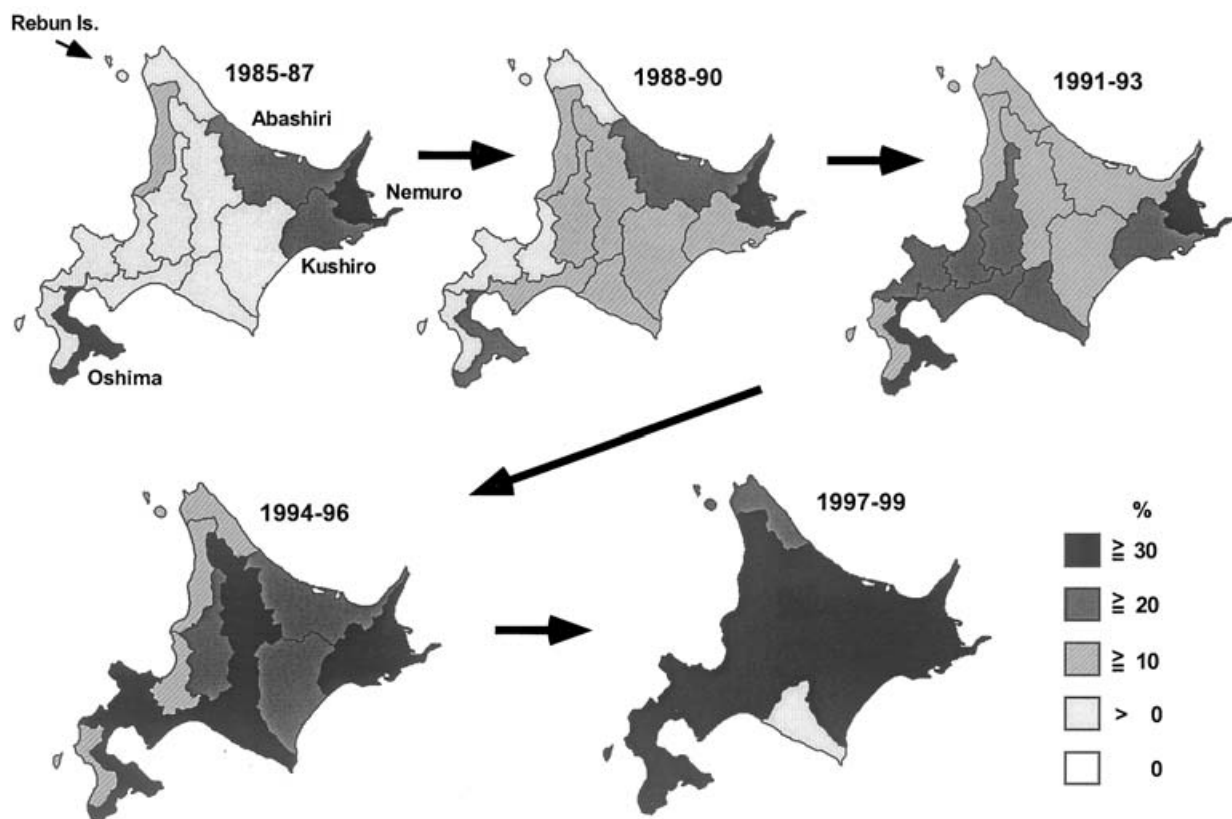 Rebun Is.
1985-87
1988-90
1991-93
Abashiri
Nemuro
Kushiro
Oshima
1994-96
1997-99
%
≧ 30
≧ 20
≧ 10
> 0
0